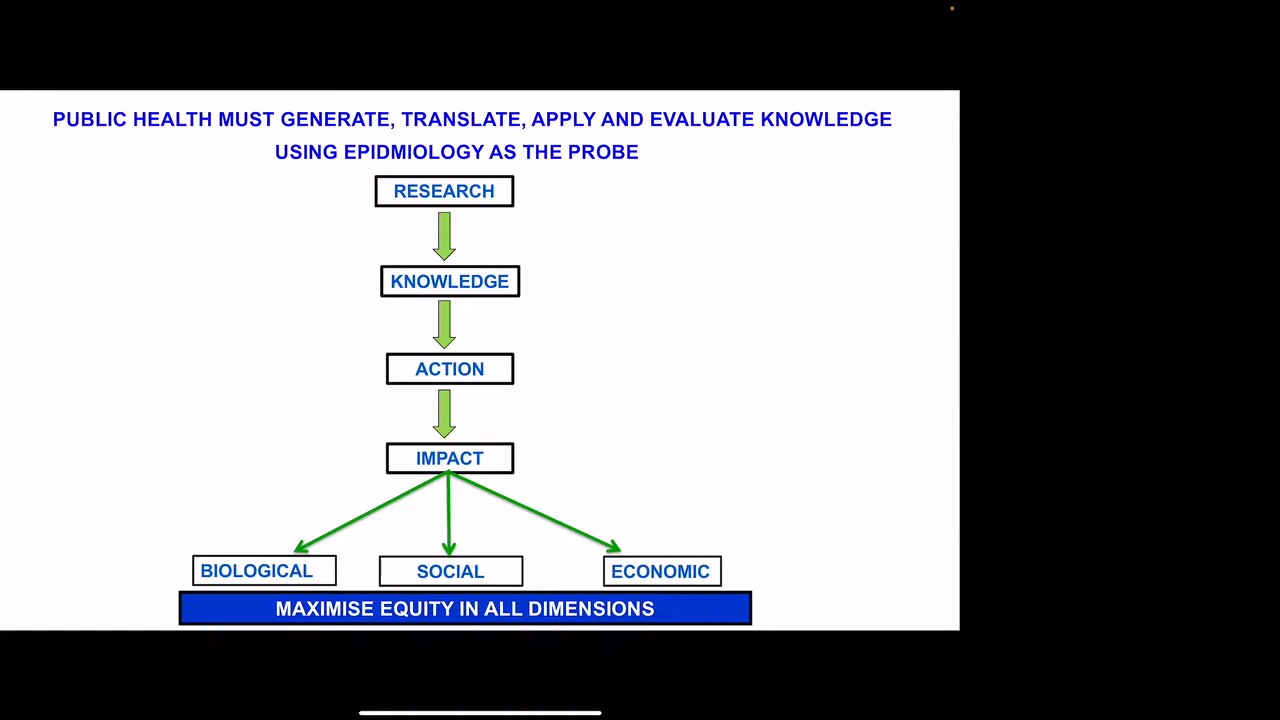 PUBLIC HEALTH MUST GENERATE, TRANSLATE, APPLY AND EVALUATE KNOWLEDGE
USING EPIDMIOLOGY AS THE PROBE
RESEARCH
KNOWLEDGE
ACTION
IMPACT
BIOLOGICAL
SOCIAL
ECONOMIC
MAXIMISE EQUITY IN ALL DIMENSIONS